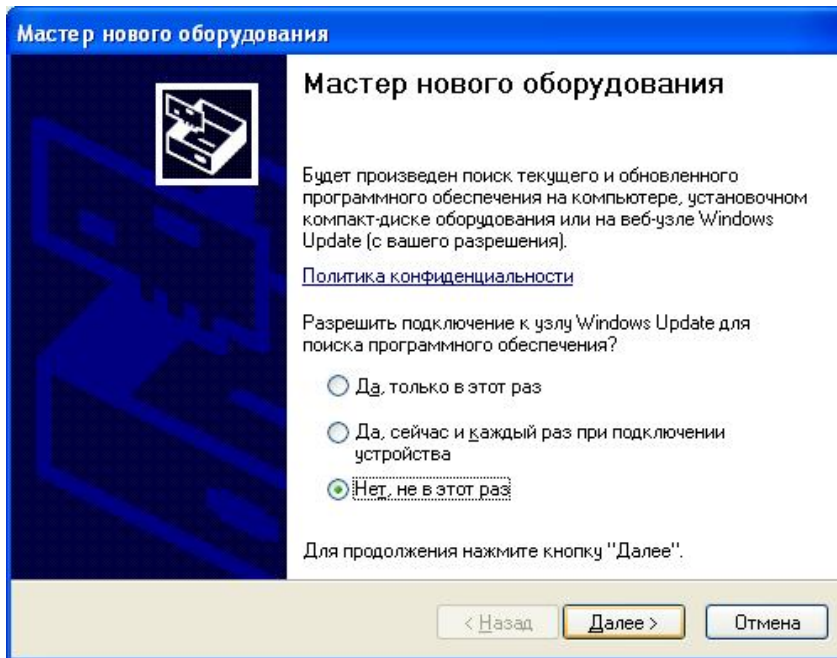 Мастер нового оборудования
Мастер нового оборудования
Будет произведен поиск текущего и обновленного
программного обеспечения на компьютере, установочном
компакт-диске оборудования или на веб-узле Windows
Update (с вашего разрешения).
Политика конфиденциальности
Разрешить подключение к узлу Windows Update для
поиска программного обеспечения?
Да, только в этот раз
Да, сейчас и каждый раз при подключении
устройства
Нет, не в этот раз
Для продолжения нажмите кнопку "Далее".
< Назад Далее > Отмена